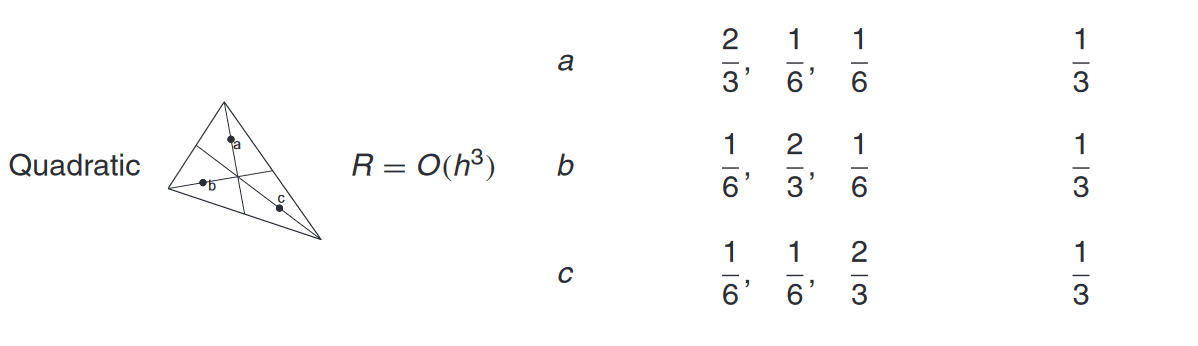 a 2/3, 1/6, 1/6 1/3
Quadratic a b c R = O(h³) b 1/6, 2/3, 1/6 1/3
c 1/6, 1/6, 2/3 1/3